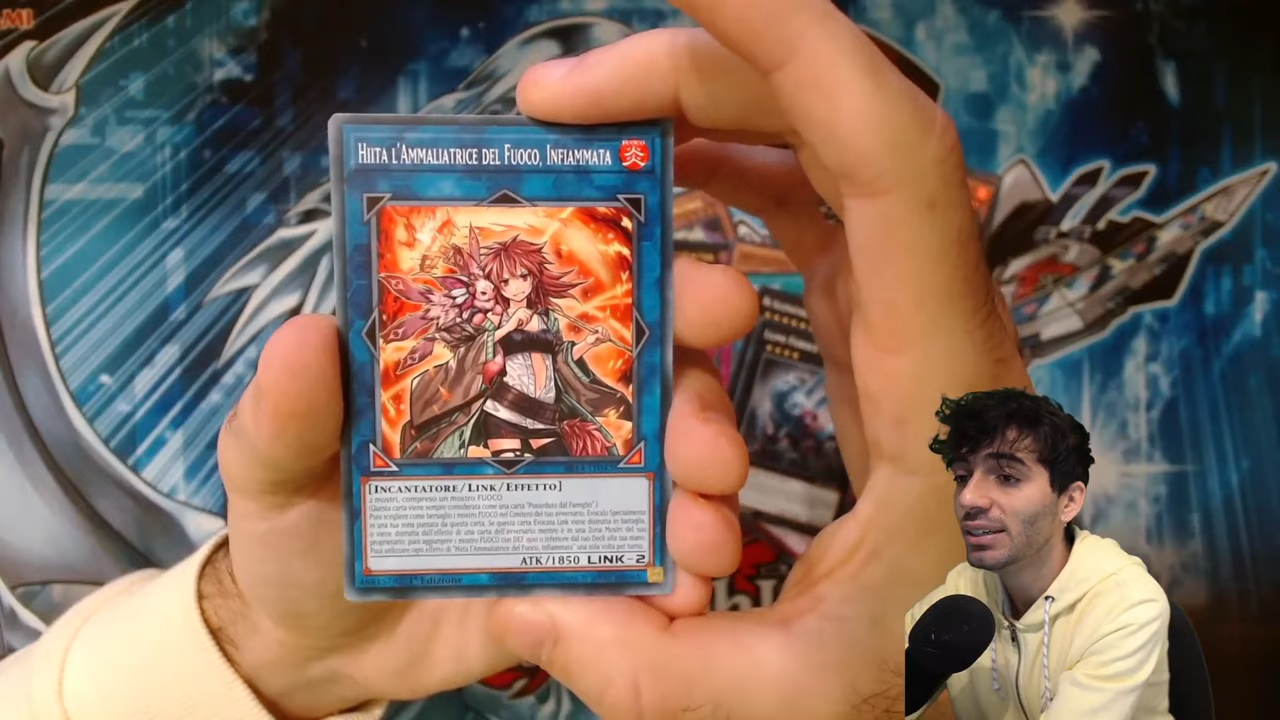 Hiita l'Ammaliatrice del Fuoco, Infiammata
FUOCO
炎
[Incantatore/Link/Effetto]
2 mostri, compreso un mostro FUOCO
(Questa carta viene sempre considerata come una carta "Posseduto dal Famiglio".)
Puoi scegliere come bersaglio 1 mostro FUOCO nel Cimitero del tuo avversario; Evocalo Specialmente
in una tua zona puntata da questa carta. Se questa carta Evocata Link viene distrutta in battaglia,
o viene distrutta dall'effetto di una carta dell'avversario mentre è in una Zona Mostri del suo
proprietario: puoi aggiungere 1 mostro FUOCO con DEF 1500 o inferiore dal tuo Deck alla tua mano.
Puoi utilizzare ogni effetto di "Hiita l'Ammaliatrice del Fuoco, Infiammata" una sola volta per turno.
ATK/1850 LINK-2
1ª Edizione